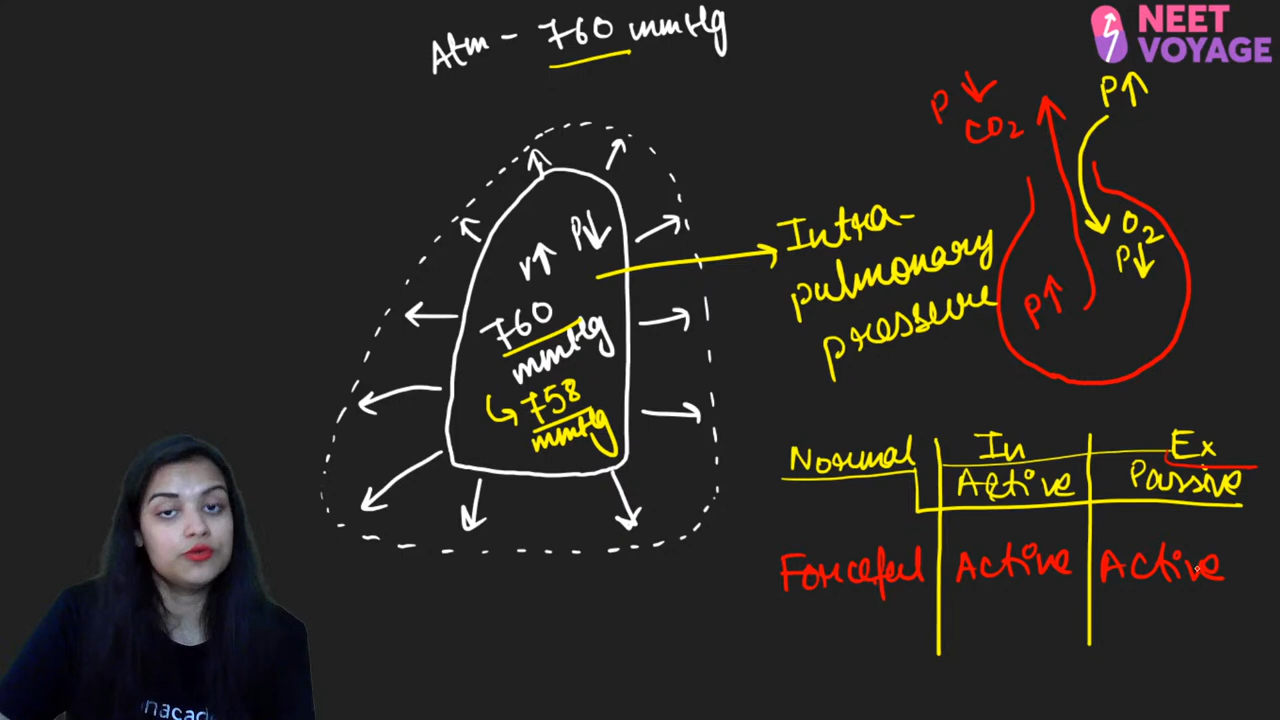 Atm - 760 mmHg
NEET
VOYAGE
P↓
CO2
P↑
O2
P↓
P↑
Intra-
pulmonary
pressure
v↑ P↓
760
mmHg
↳ 758
mmHg
Normal In Ex
Active Passive
Forceful Active Active
nacad